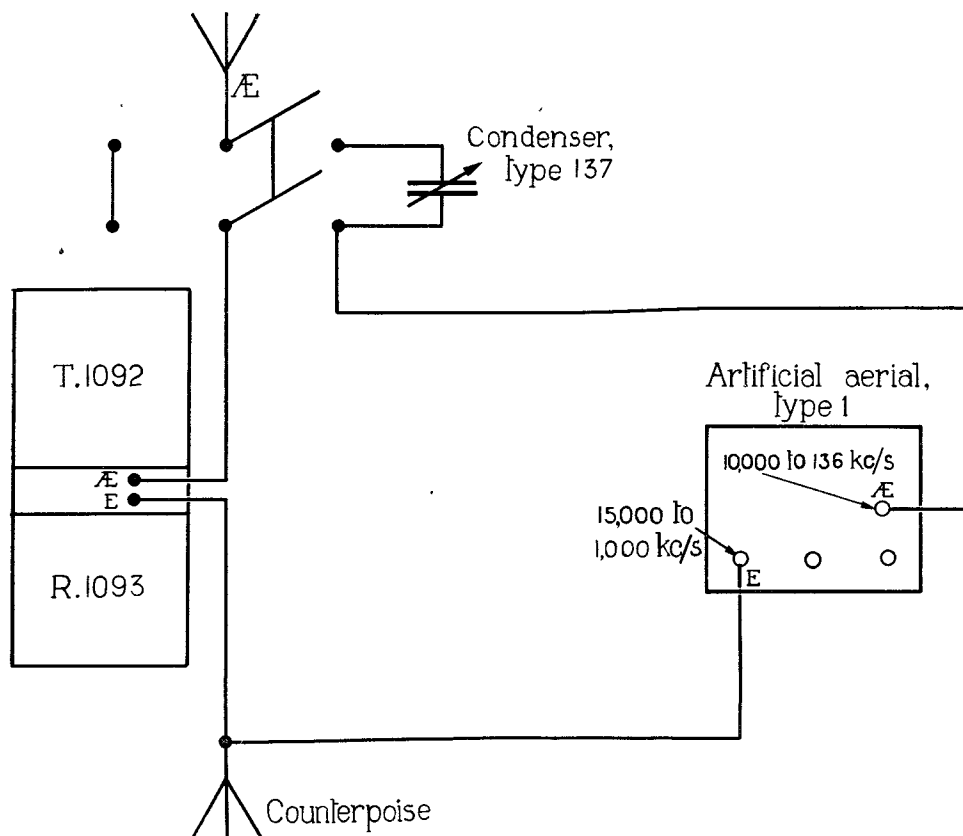 Æ
Condenser,
type 137
T.1092
Æ
E
R.1093
Artificial aerial,
type 1
10,000 to 136 kc/s
Æ
15,000 to
1,000 kc/s
E
Counterpoise